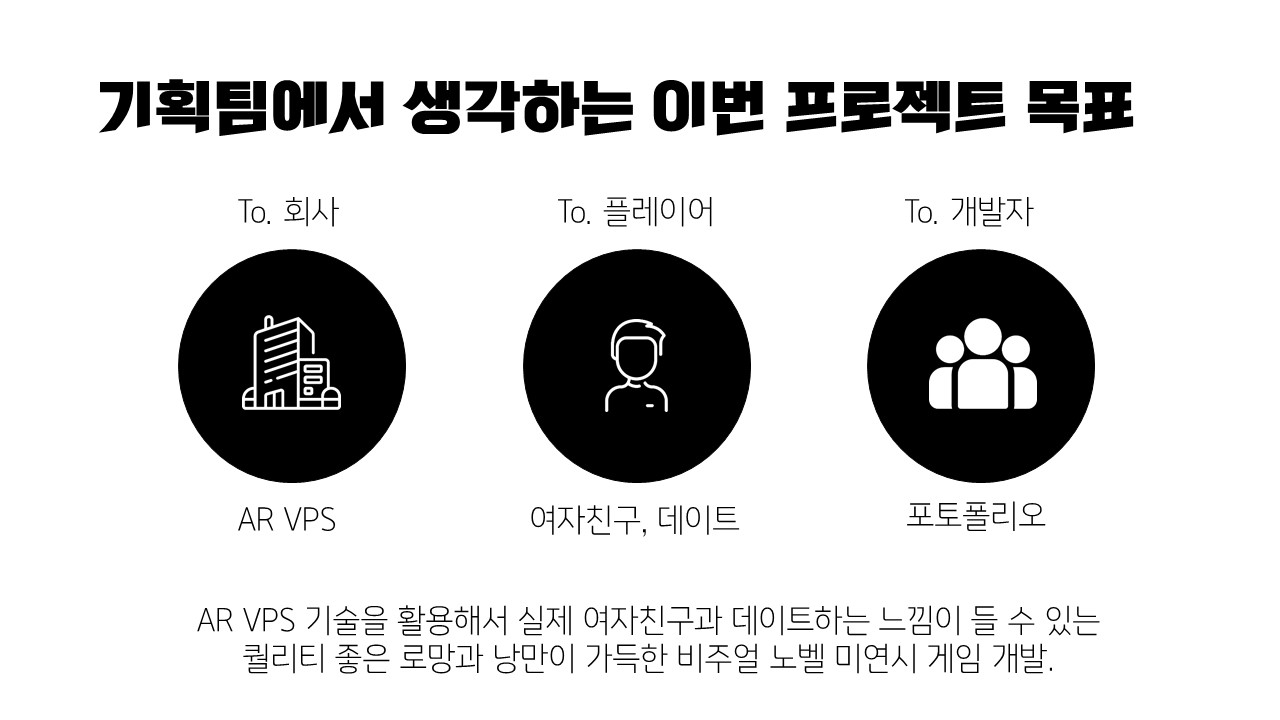 기획팀에서 생각하는 이번 프로젝트 목표
To. 회사
To. 플레이어
To. 개발자
AR VPS
여자친구, 데이트
포토폴리오
AR VPS 기술을 활용해서 실제 여자친구과 데이트하는 느낌이 들 수 있는
퀄리티 좋은 로망과 낭만이 가득한 비주얼 노벨 미연시 게임 개발.